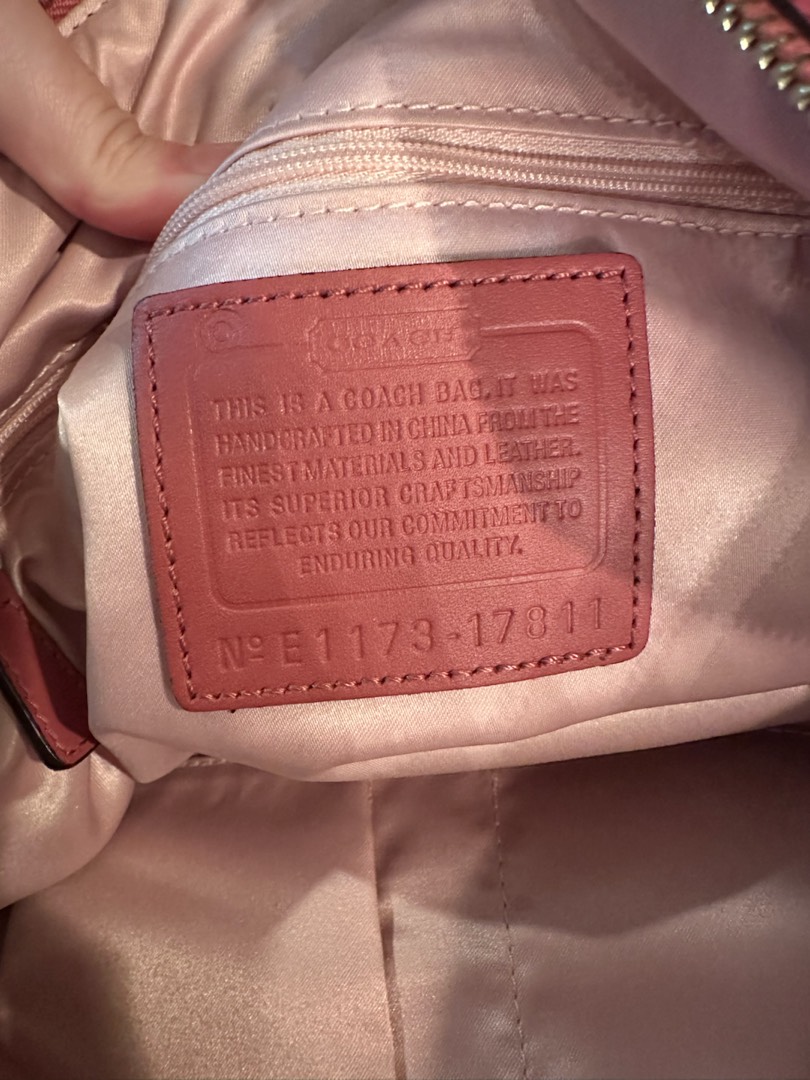 COACH
THIS IS A COACH BAG. IT WAS
HANDCRAFTED IN CHINA FROM THE
FINEST MATERIALS AND LEATHER.
ITS SUPERIOR CRAFTSMANSHIP
REFLECTS OUR COMMITMENT TO
ENDURING QUALITY.
Nº E1173-17811